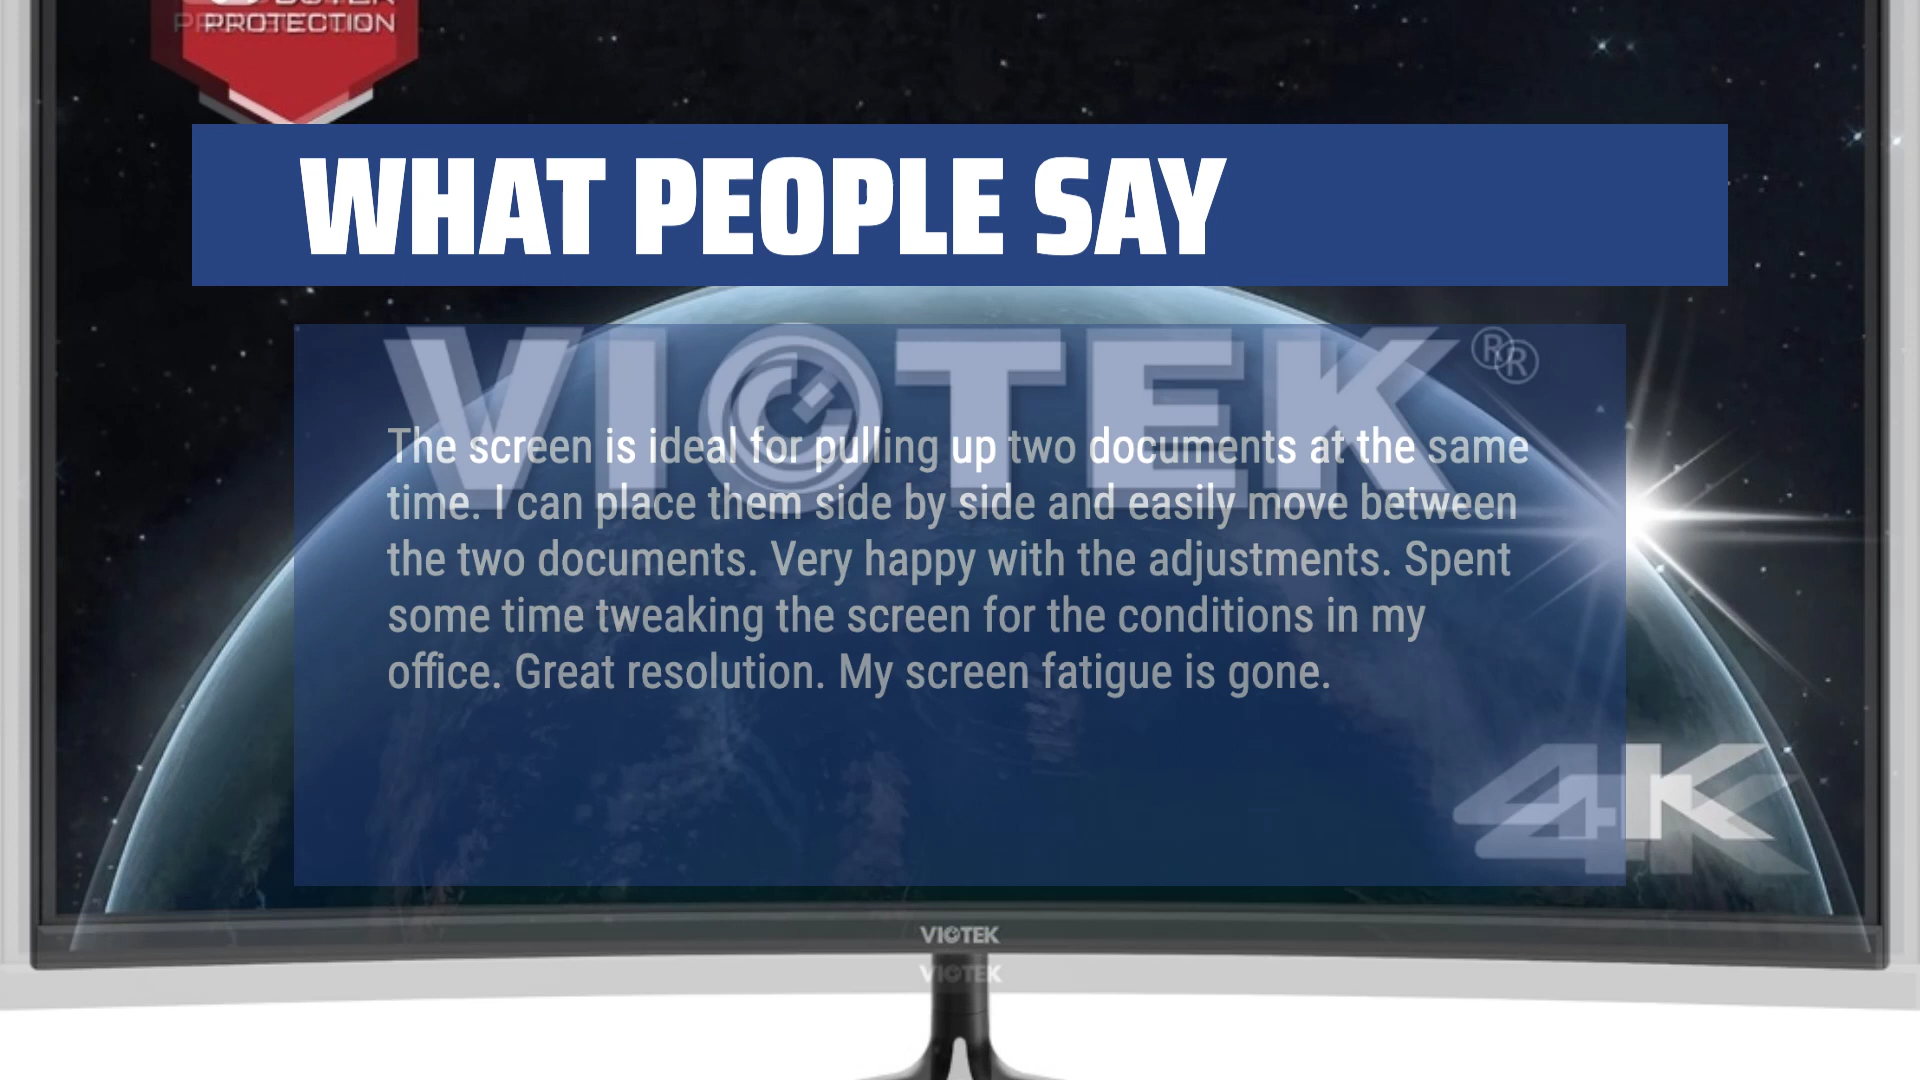 PROTECTION
WHAT PEOPLE SAY
VIOTEK®
The screen is ideal for pulling up two documents at the same
time. I can place them side by side and easily move between
the two documents. Very happy with the adjustments. Spent
some time tweaking the screen for the conditions in my
office. Great resolution. My screen fatigue is gone.
4K
VIOTEK
VIOTEK